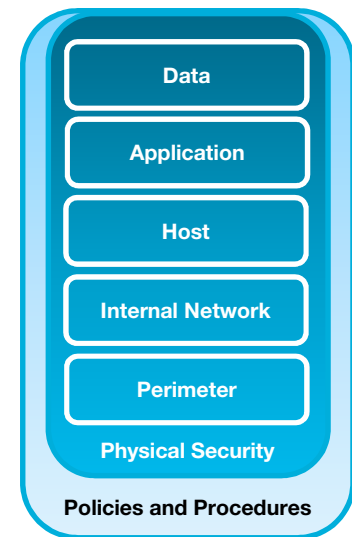 Data
Application
Host
Internal Network
Perimeter
Physical Security
Policies and Procedures